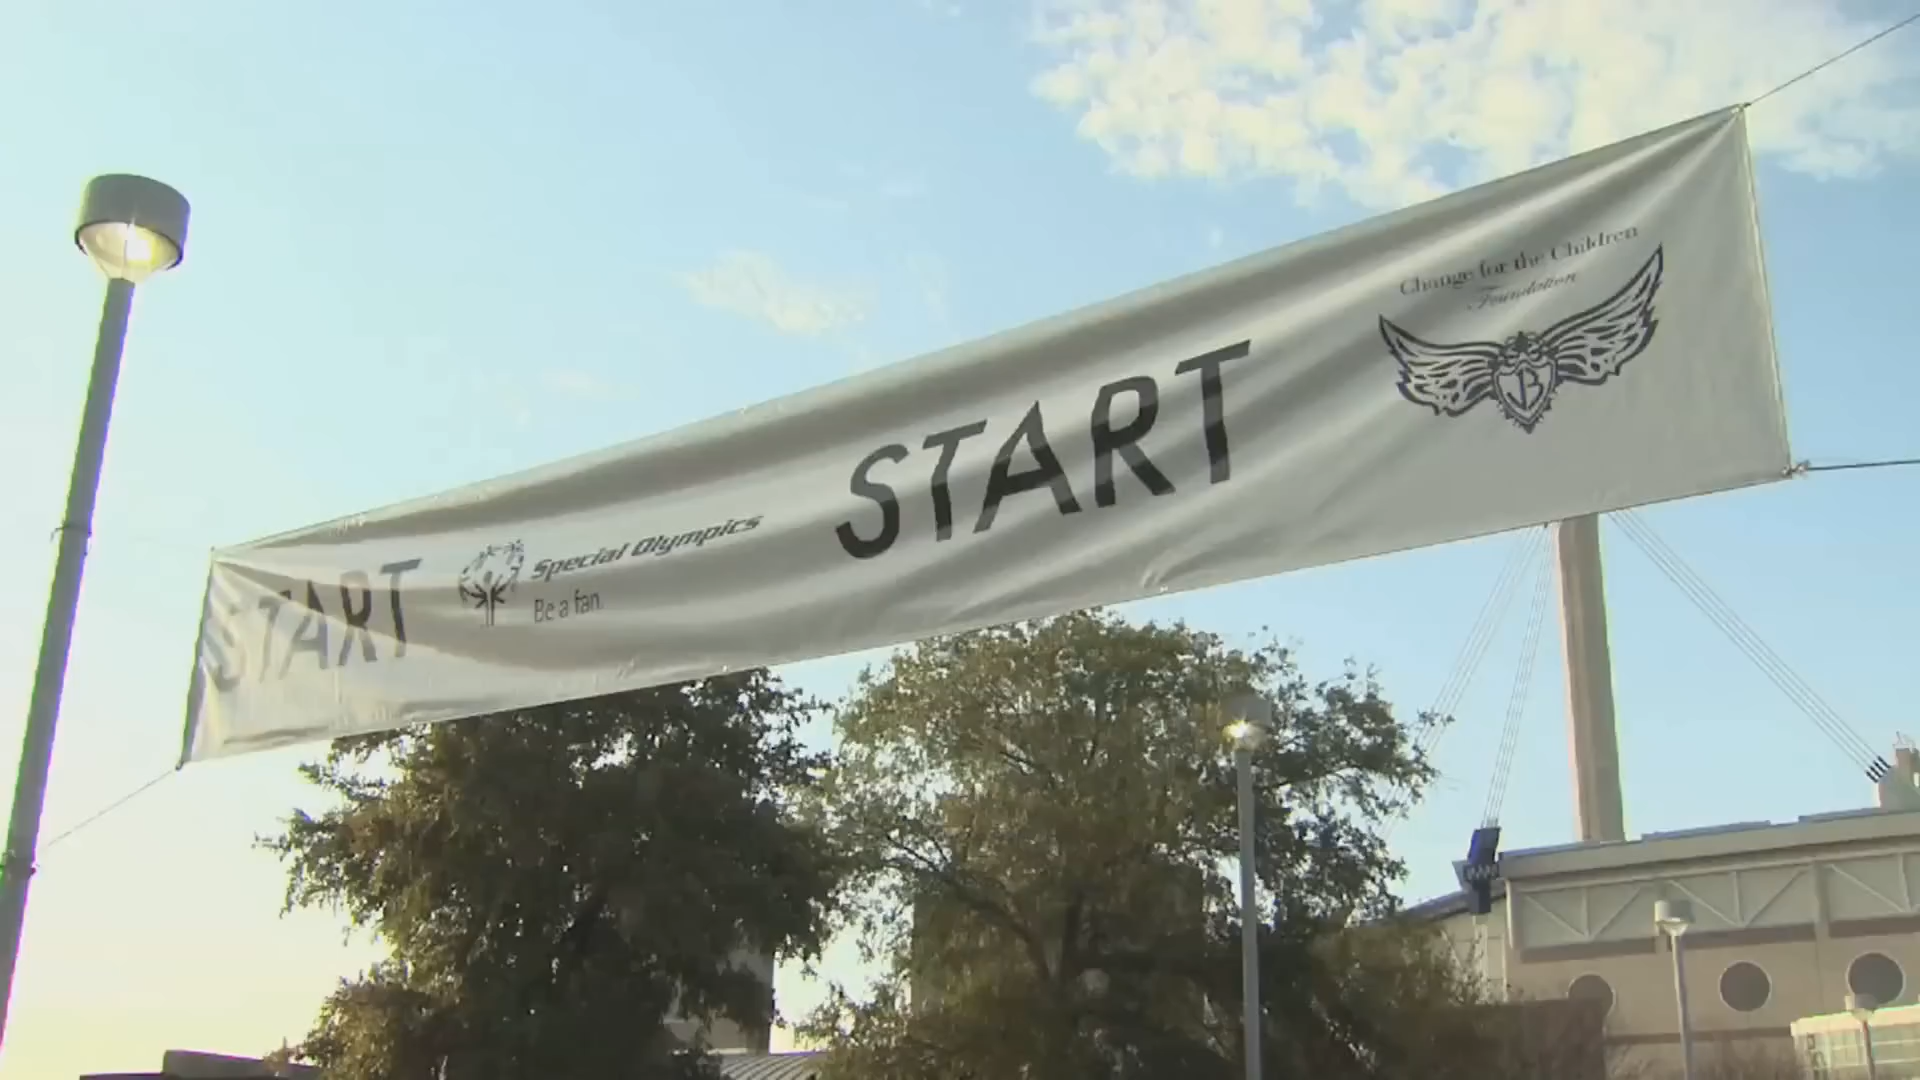 START
Special Olympics
Be a fan.
START
Change for the Children
Foundation
B